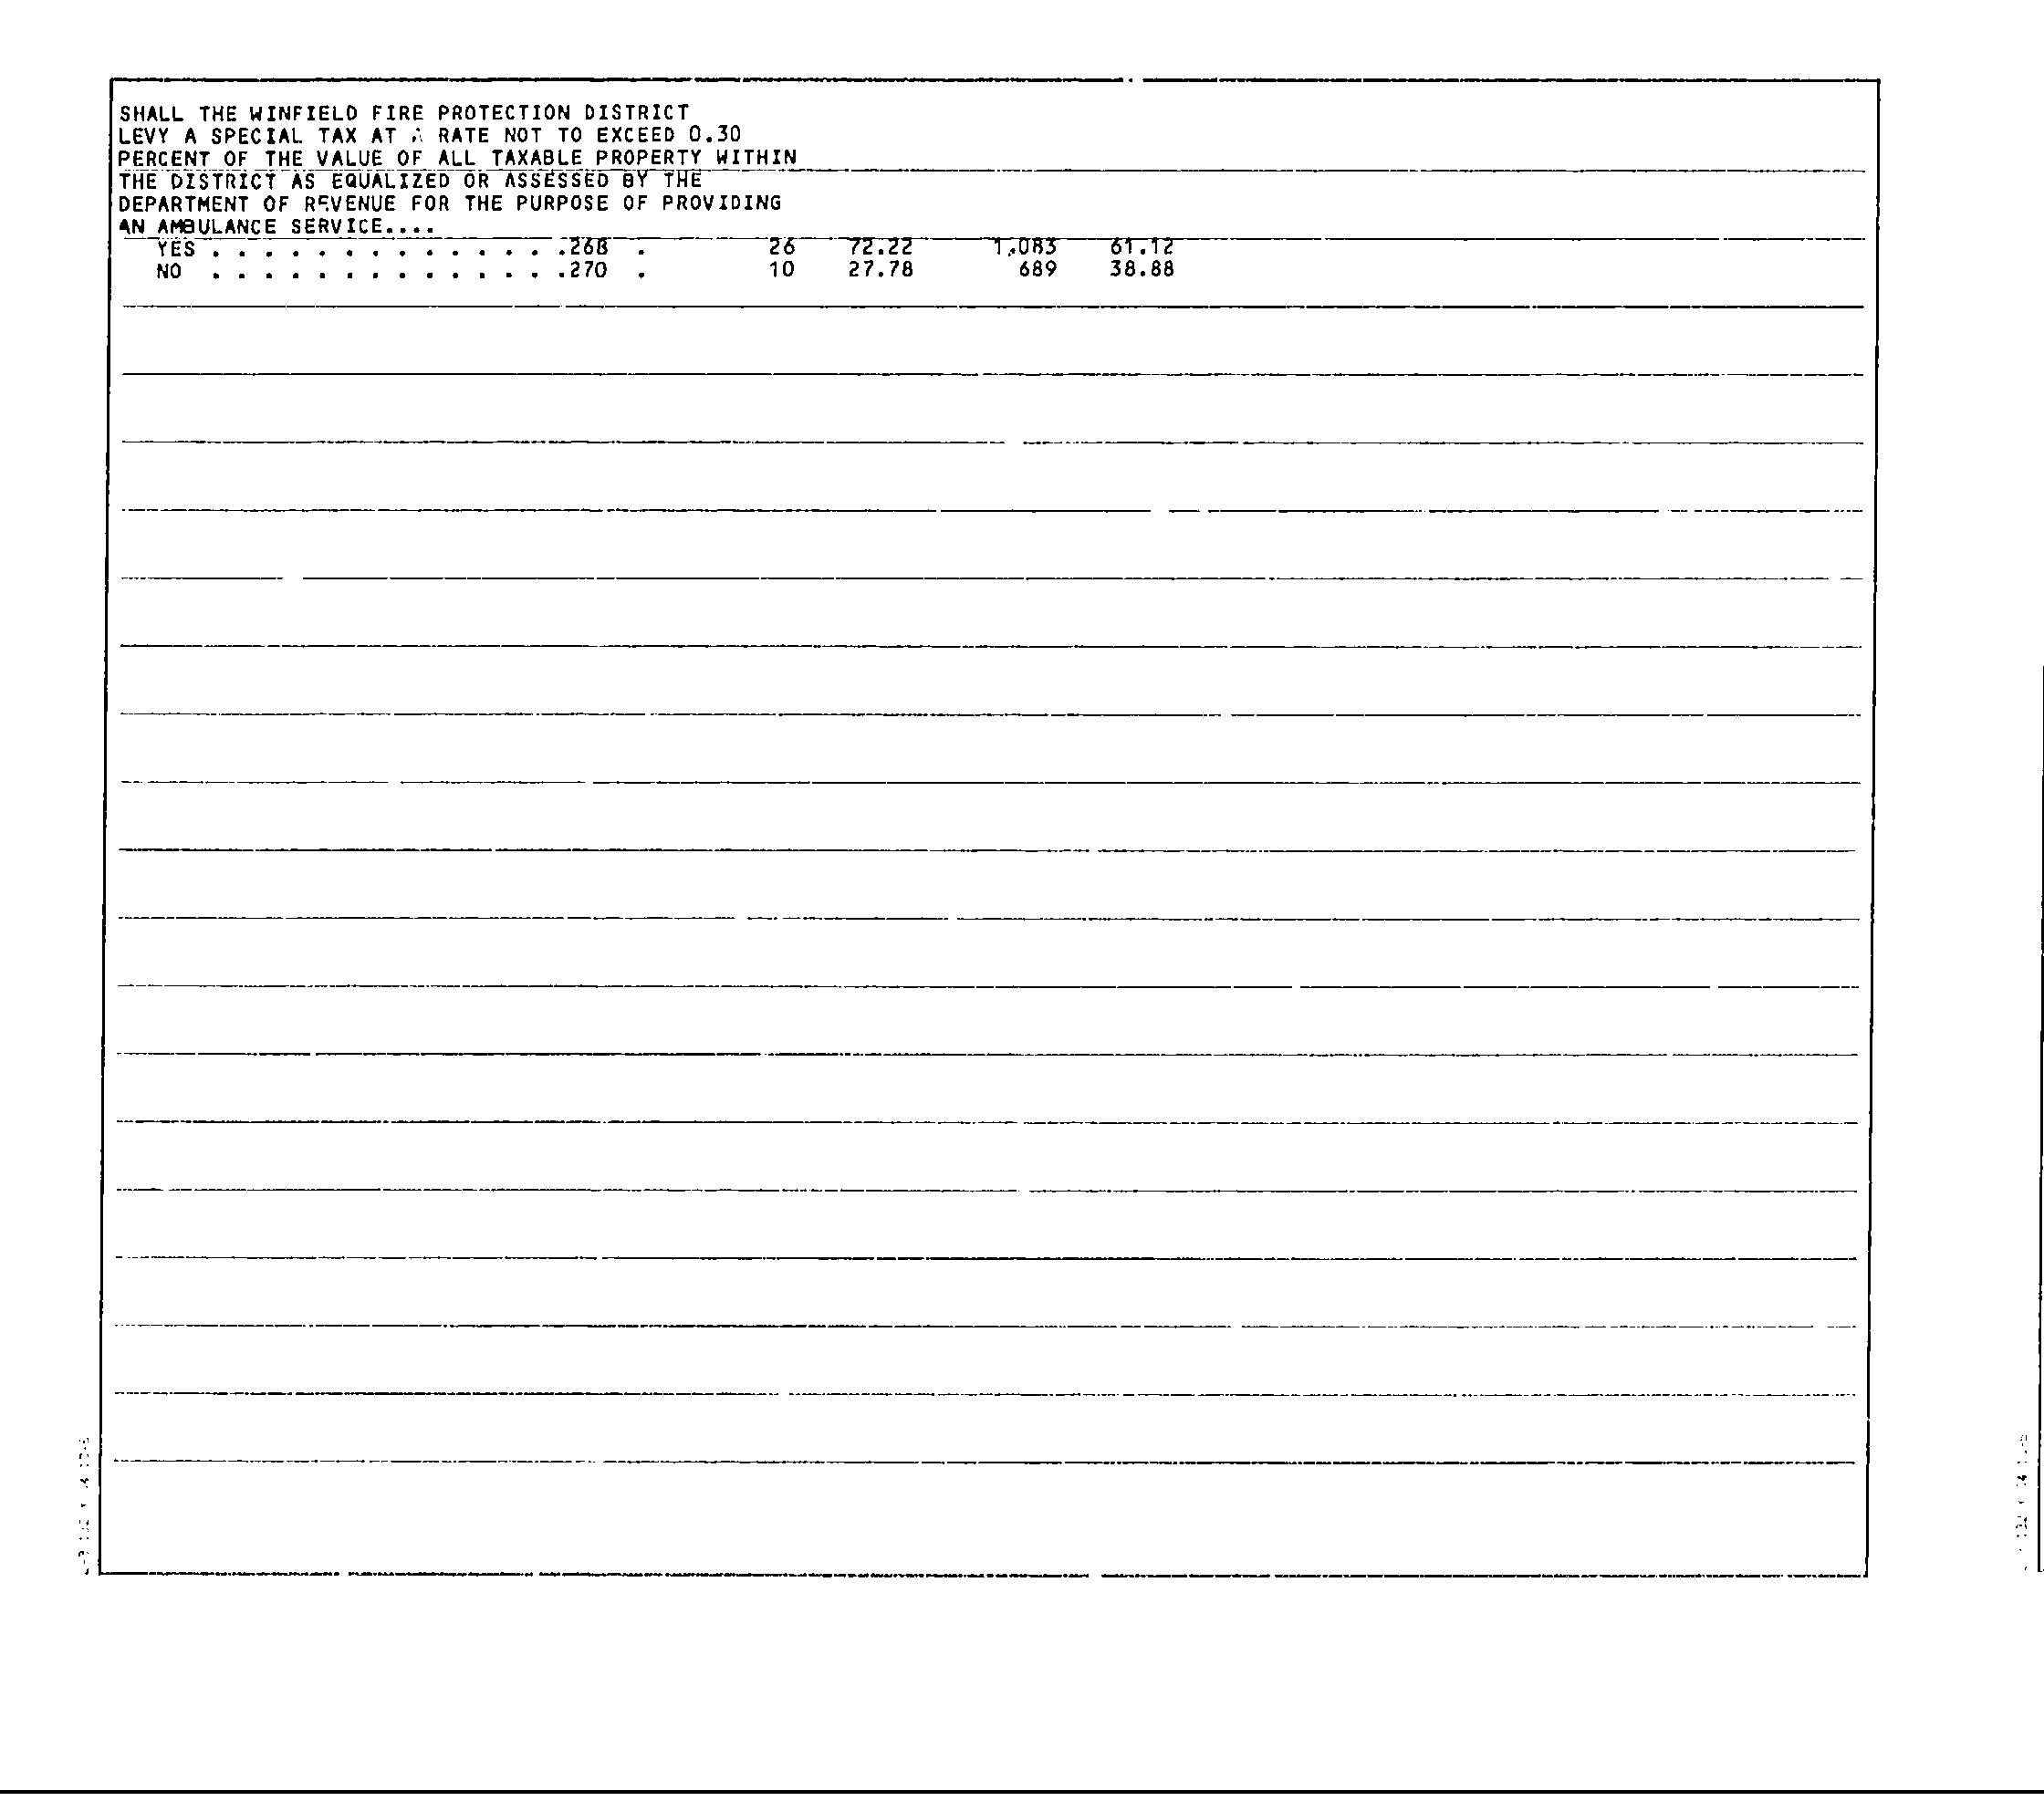 SHALL THE WINFIELD FIRE PROTECTION DISTRICT
LEVY A SPECIAL TAX AT A RATE NOT TO EXCEED 0.30
PERCENT OF THE VALUE OF ALL TAXABLE PROPERTY WITHIN
THE DISTRICT AS EQUALIZED OR ASSESSED BY THE
DEPARTMENT OF REVENUE FOR THE PURPOSE OF PROVIDING
AN AMBULANCE SERVICE....
YES . . . . . . . . . . . . . .268 . 26 72.22 1,083 61.12
NO . . . . . . . . . . . . . .270 . 10 27.78 689 38.88